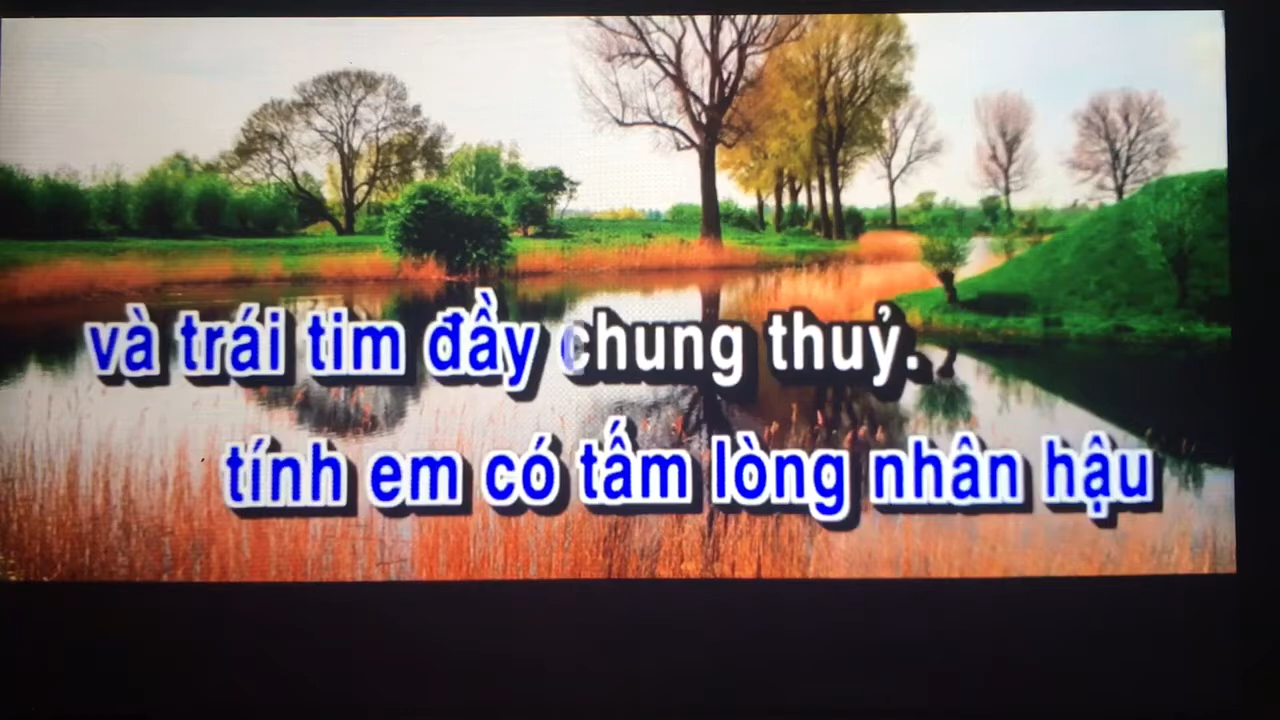 và trái tim đầy chung thuỷ.
tính em có tấm lòng nhân hậu